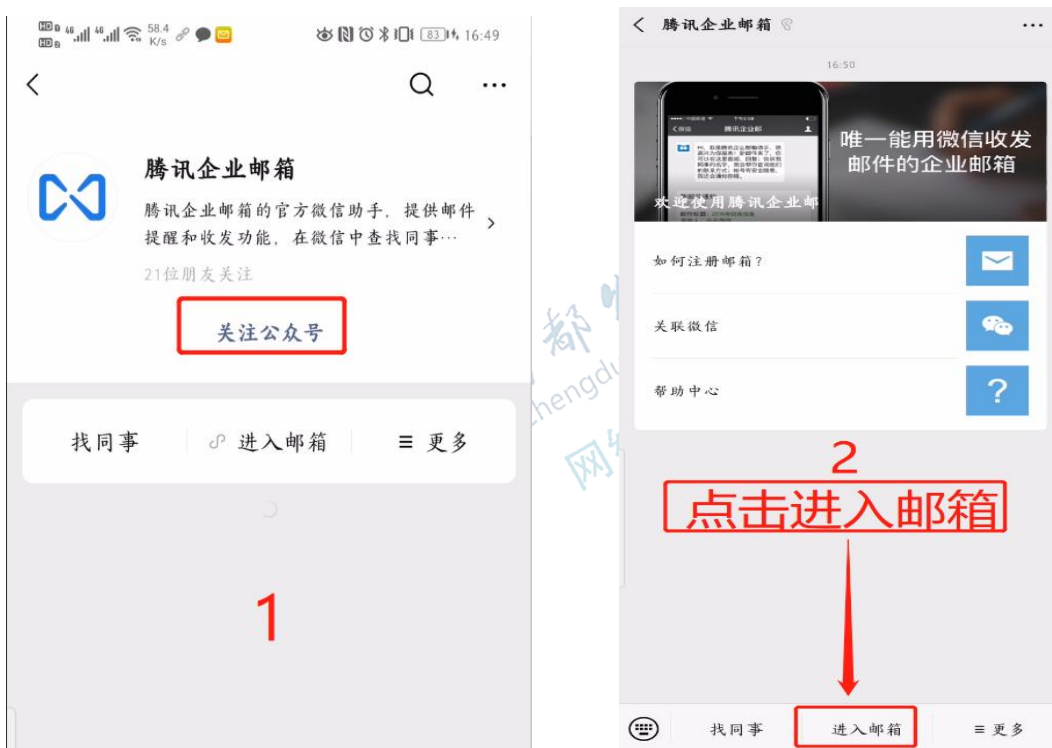 HD 46 46 58.4 K/s 83 16:49
腾讯企业邮箱
腾讯企业邮箱的官方微信助手，提供邮件
提醒和收发功能，在微信中查找同事…
21位朋友关注
关注公众号
找同事 进入邮箱 更多
1
腾讯企业邮箱
16:50
唯一能用微信收发
邮件的企业邮箱
欢迎使用腾讯企业邮
如何注册邮箱？
关联微信
帮助中心
?
2
点击进入邮箱
找同事 进入邮箱 更多